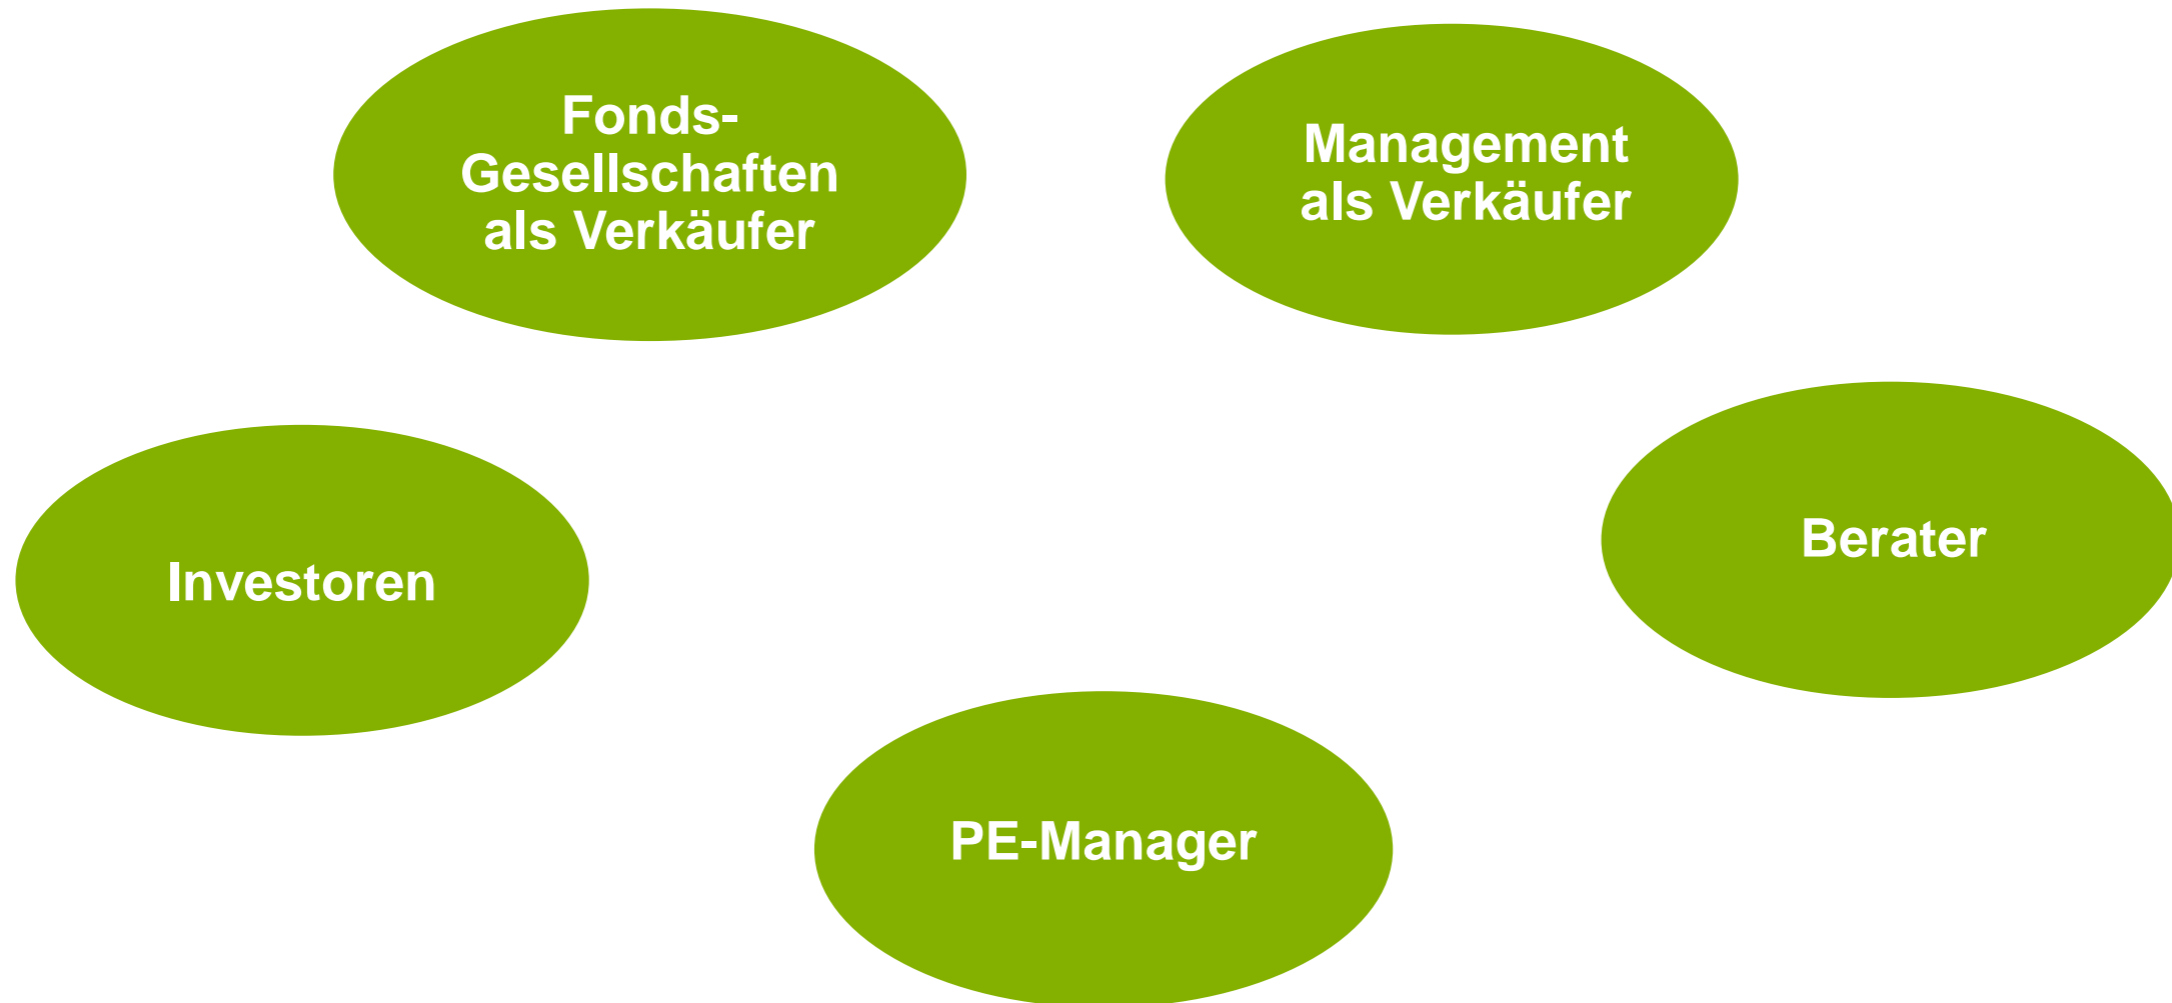 Fonds-
Gesellschaften
als Verkäufer
Management
als Verkäufer
Investoren
Berater
PE-Manager